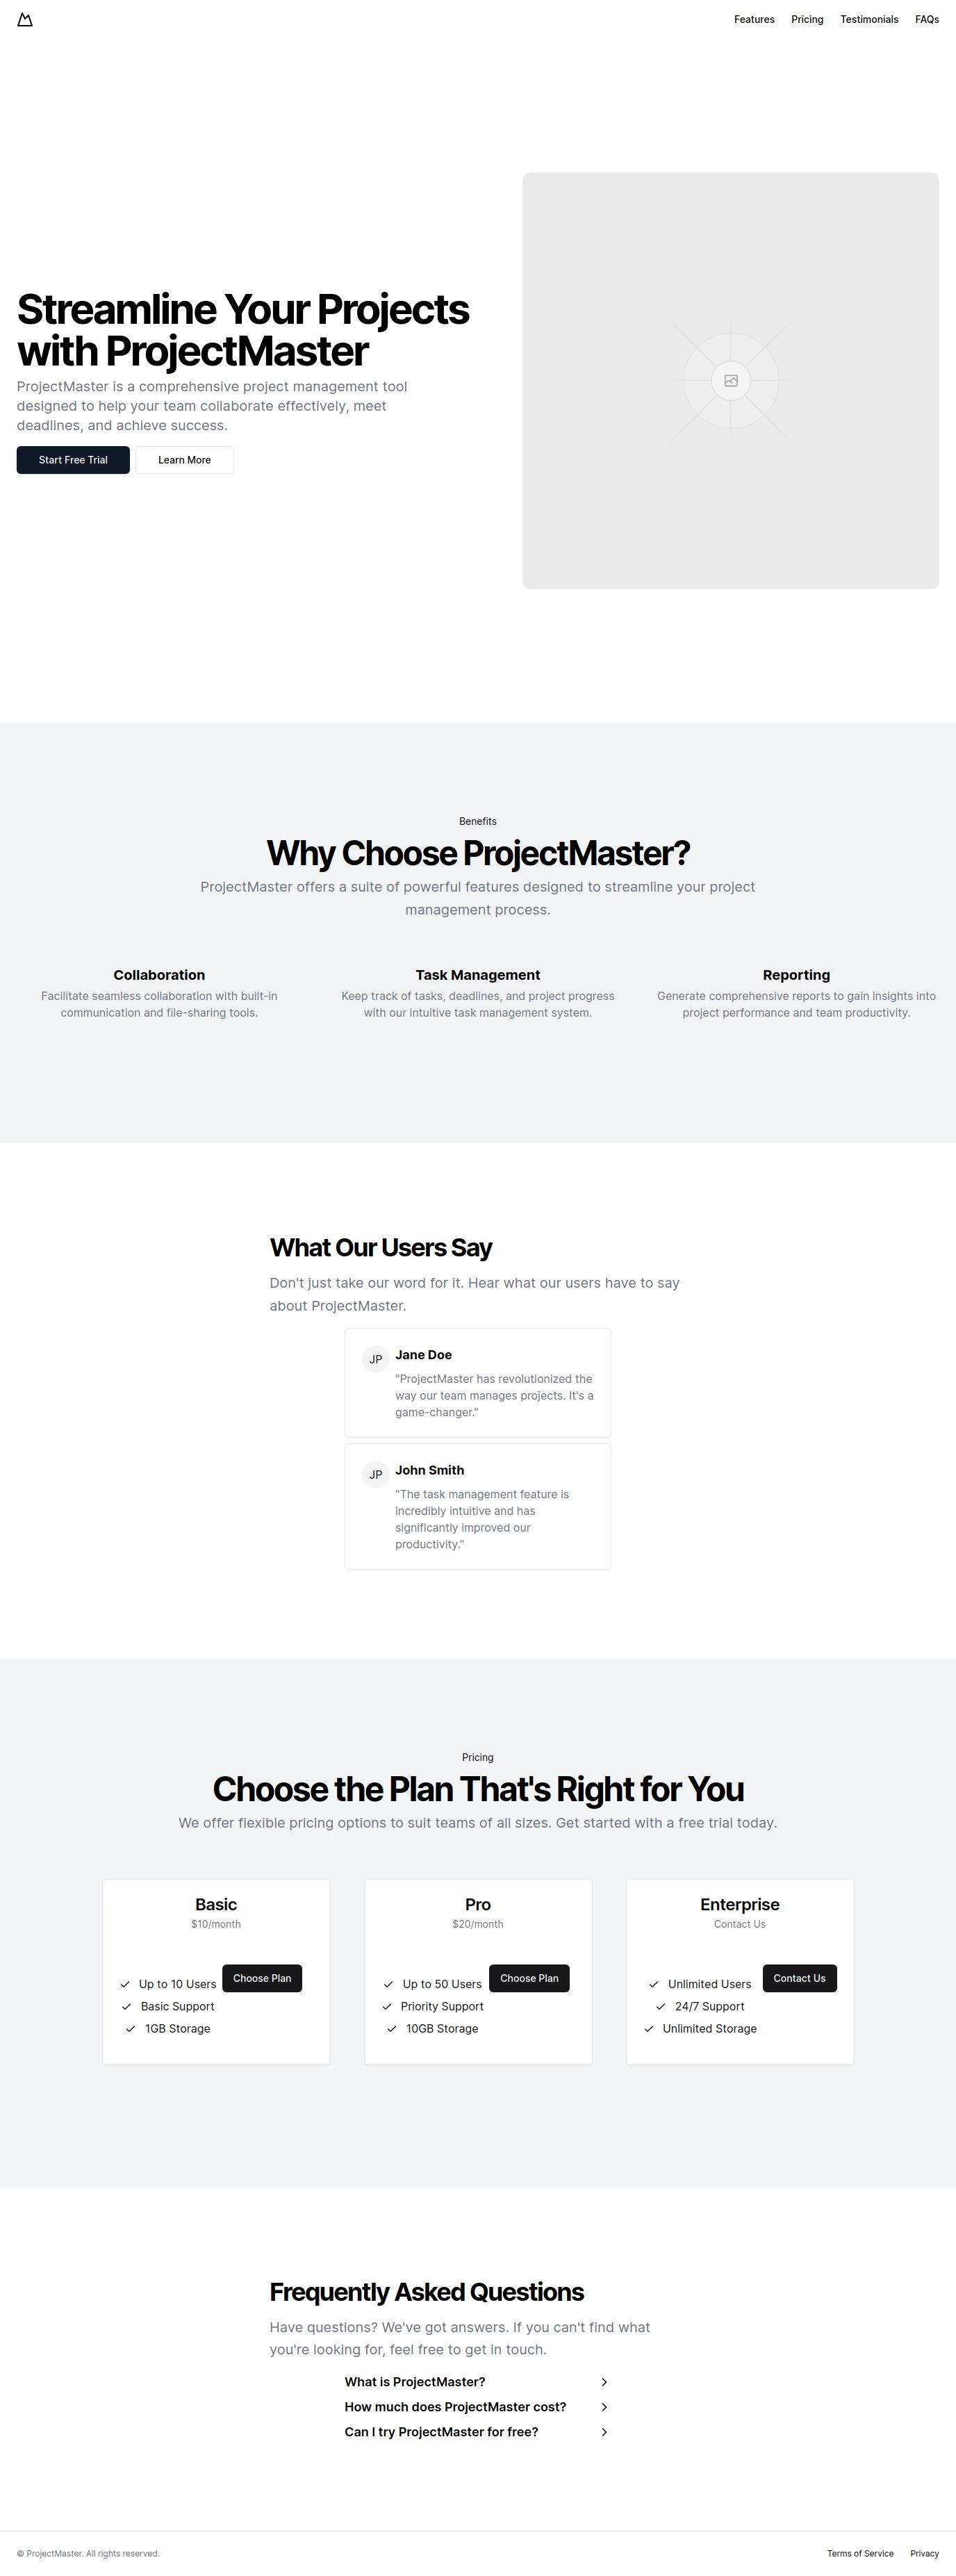 Features Pricing Testimonials FAQs
Streamline Your Projects
with ProjectMaster
ProjectMaster is a comprehensive project management tool
designed to help your team collaborate effectively, meet
deadlines, and achieve success.
Start Free Trial Learn More
Benefits
Why Choose ProjectMaster?
ProjectMaster offers a suite of powerful features designed to streamline your project
management process.
Collaboration
Facilitate seamless collaboration with built-in
communication and file-sharing tools.
Task Management
Keep track of tasks, deadlines, and project progress
with our intuitive task management system.
Reporting
Generate comprehensive reports to gain insights into
project performance and team productivity.
What Our Users Say
Don't just take our word for it. Hear what our users have to say
about ProjectMaster.
JP Jane Doe
"ProjectMaster has revolutionized the
way our team manages projects. It's a
game-changer."
JP John Smith
"The task management feature is
incredibly intuitive and has
significantly improved our
productivity."
Pricing
Choose the Plan That's Right for You
We offer flexible pricing options to suit teams of all sizes. Get started with a free trial today.
Basic
$10/month
Up to 10 Users
Basic Support
1GB Storage
Choose Plan
Pro
$20/month
Up to 50 Users
Priority Support
10GB Storage
Choose Plan
Enterprise
Contact Us
Unlimited Users
24/7 Support
Unlimited Storage
Contact Us
Frequently Asked Questions
Have questions? We've got answers. If you can't find what
you're looking for, feel free to get in touch.
What is ProjectMaster?
How much does ProjectMaster cost?
Can I try ProjectMaster for free?
© ProjectMaster. All rights reserved.
Terms of Service Privacy